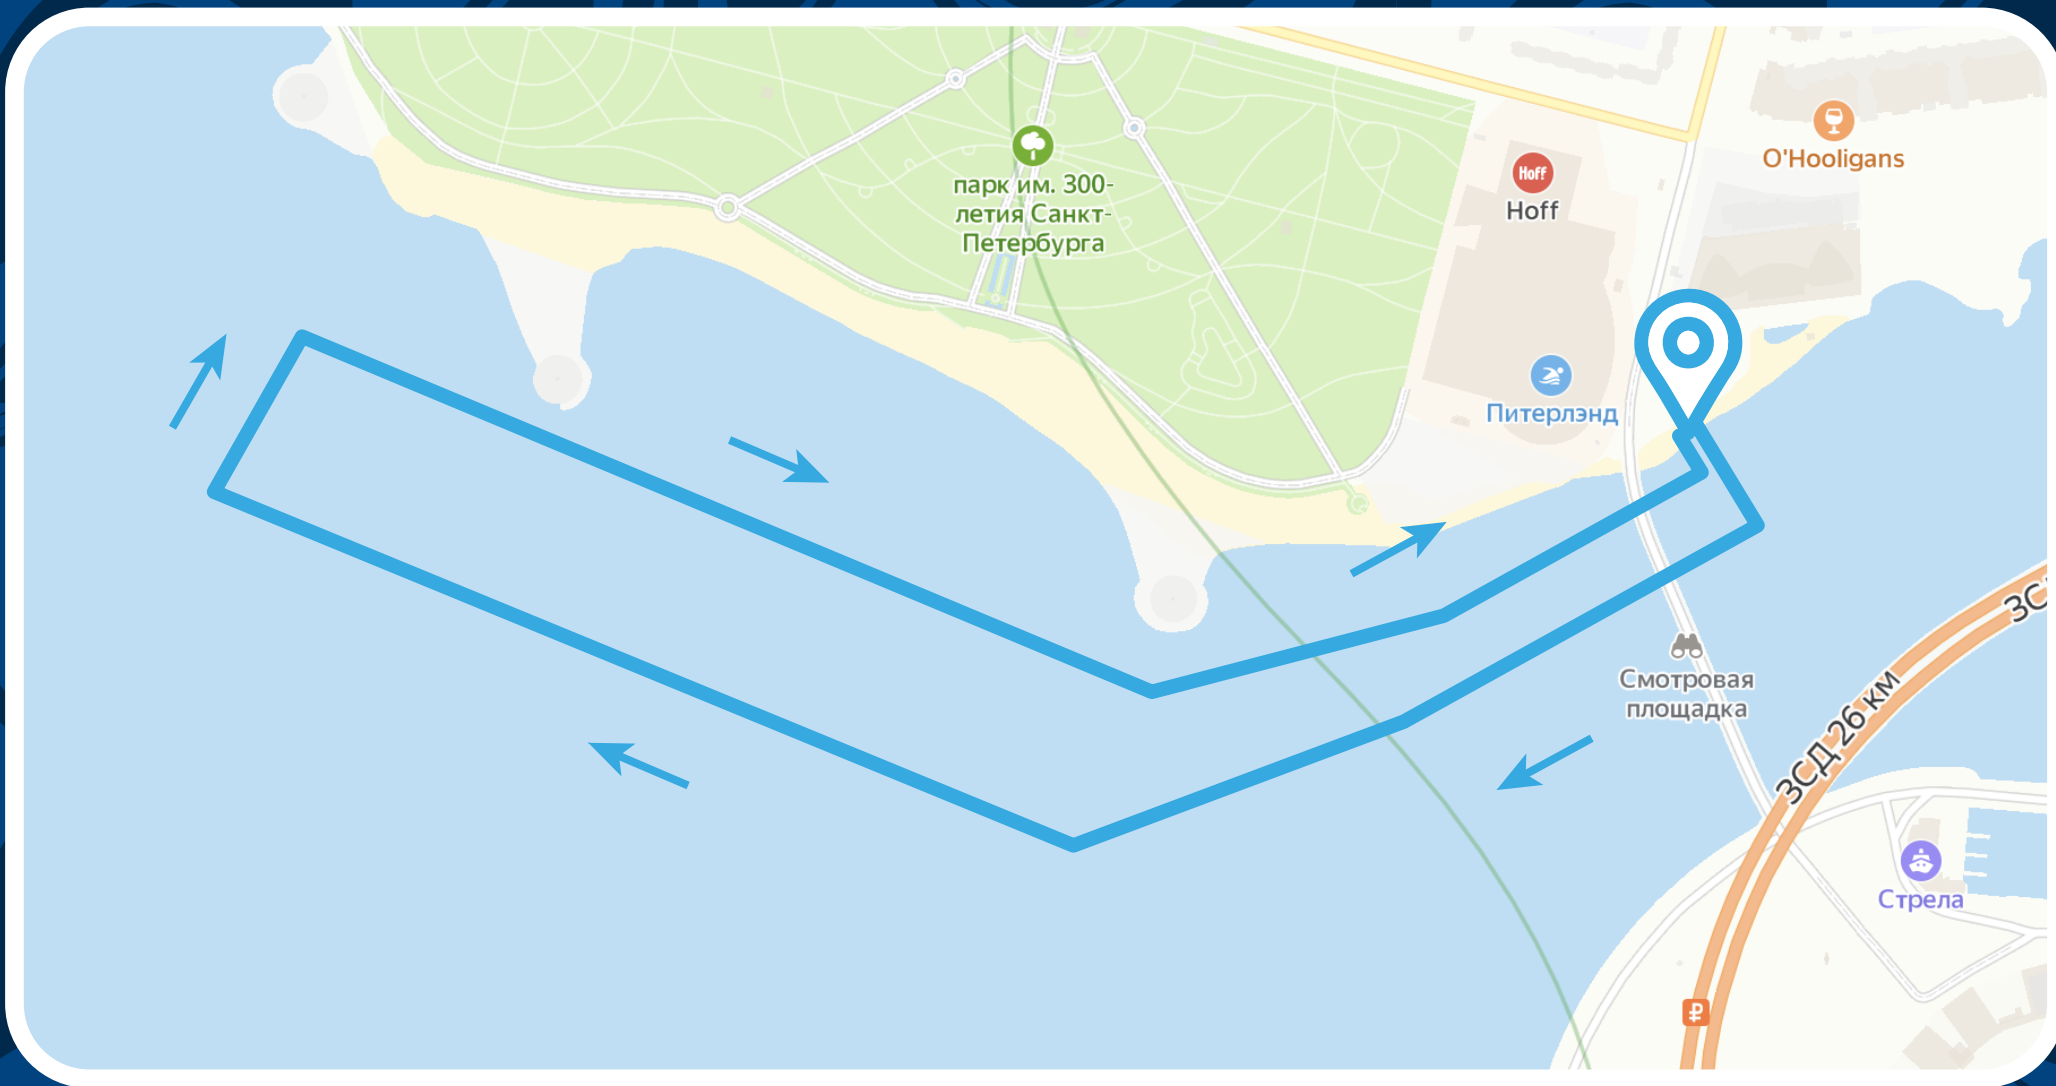 O'Hooligans
Hoff
Hoff
парк им. 300-
летия Санкт-
Петербурга
Питерлэнд
ЗС
Смотровая
площадка
ЗСД 26 км
Стрела
₽